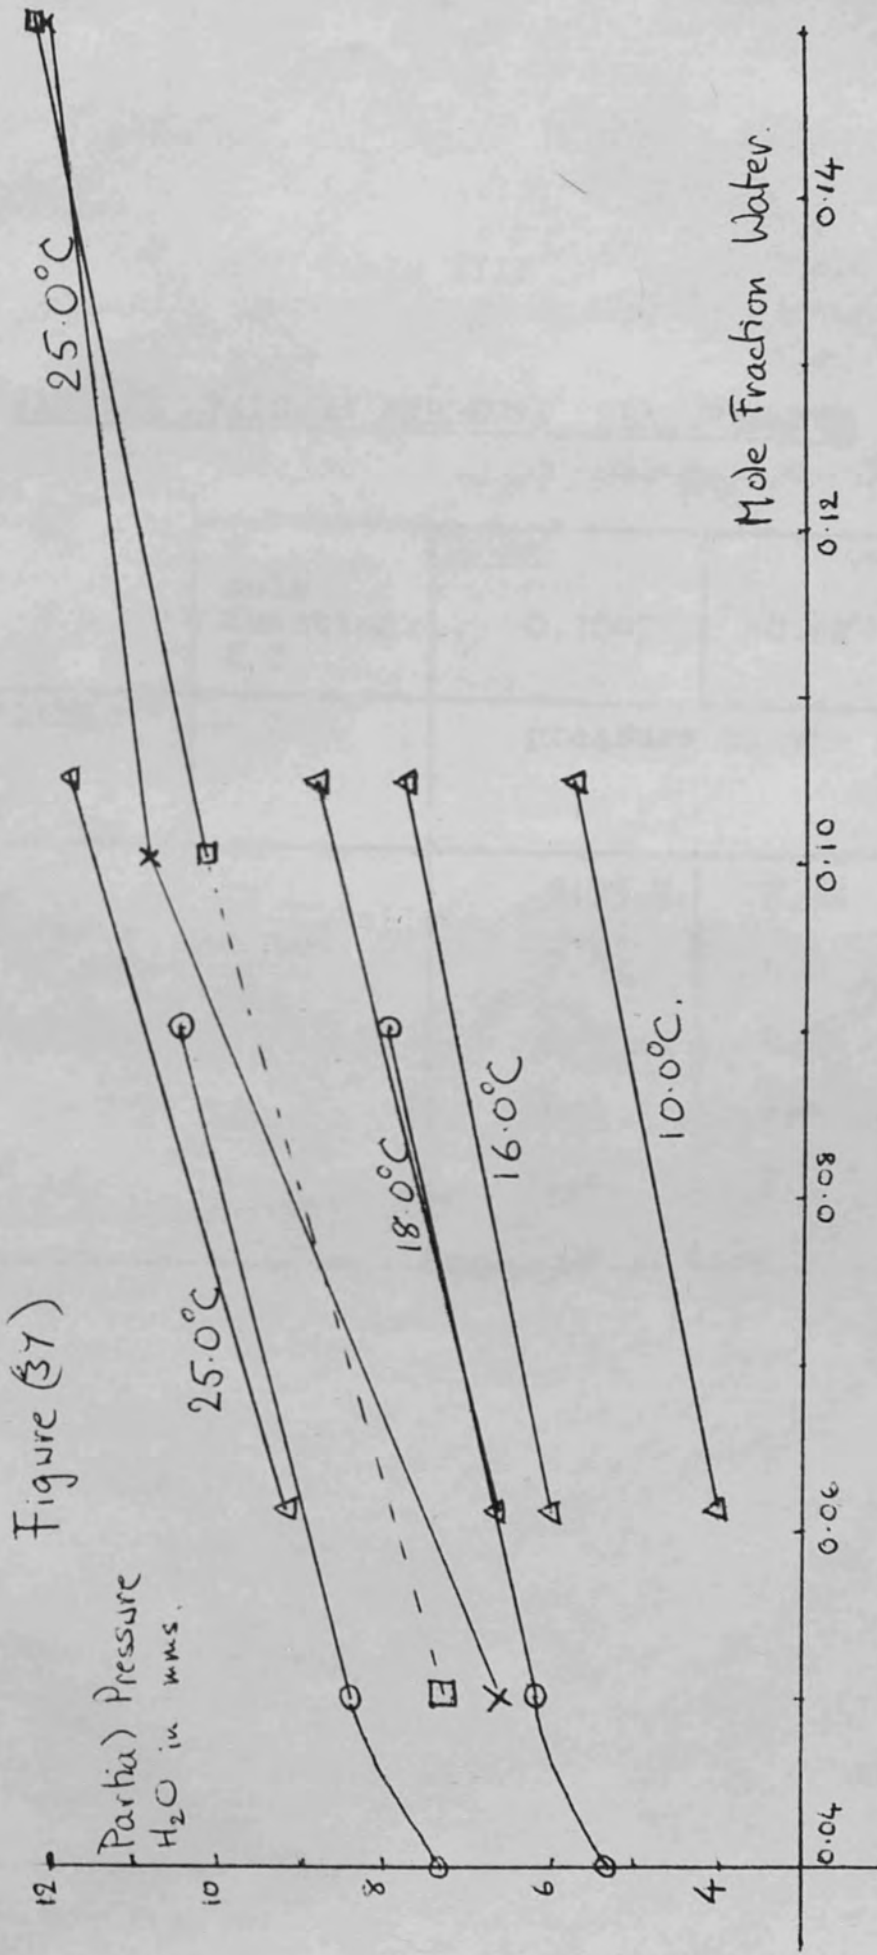 Figure (37)
Partial Pressure
H₂O in mms.
25.0°C
25.0°C
18.0°C
16.0°C
10.0°C.
Mole Fraction Water.
12
10
8
6
4
0.04
0.06
0.08
0.10
0.12
0.14